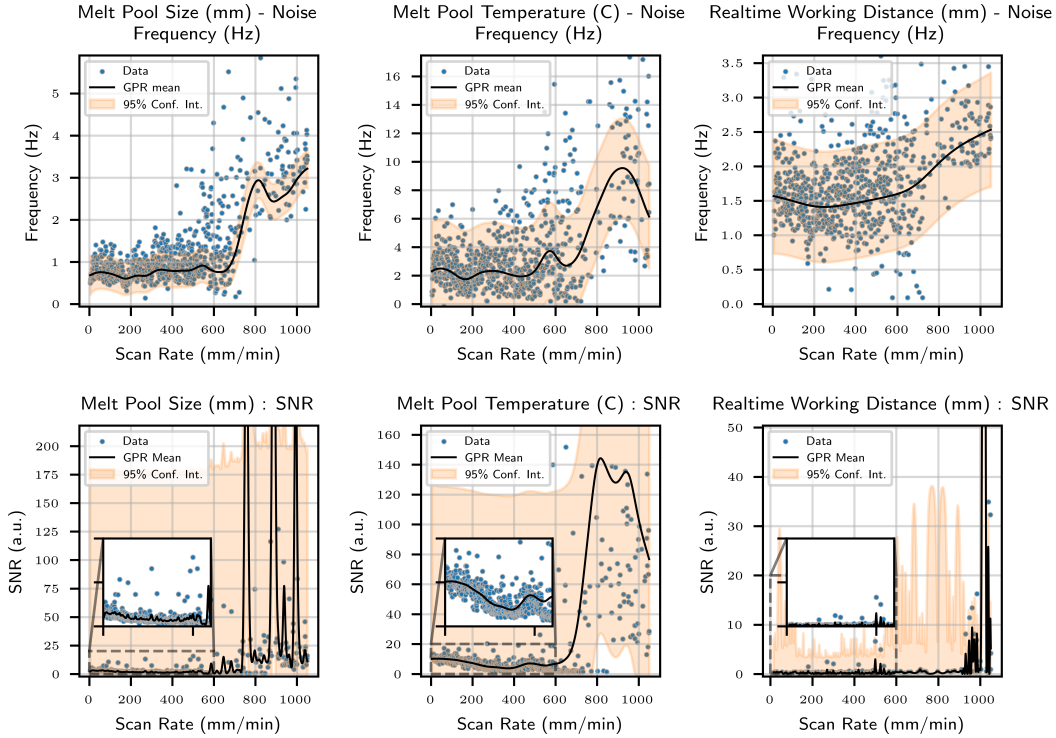 Melt Pool Size (mm) - Noise
Frequency (Hz)
Data
GPR mean
95% Conf. Int.
Frequency (Hz)
5
4
3
2
1
0
0 200 400 600 800 1000
Scan Rate (mm/min)
Melt Pool Temperature (C) - Noise
Frequency (Hz)
Data
GPR mean
95% Conf. Int.
Frequency (Hz)
16
14
12
10
8
6
4
2
0
0 200 400 600 800 1000
Scan Rate (mm/min)
Realtime Working Distance (mm) - Noise
Frequency (Hz)
Data
GPR mean
95% Conf. Int.
Frequency (Hz)
3.5
3.0
2.5
2.0
1.5
1.0
0.5
0.0
0 200 400 600 800 1000
Scan Rate (mm/min)
Melt Pool Size (mm) : SNR
Data
GPR Mean
95% Conf. Int.
SNR (a.u.)
200
175
150
125
100
75
50
25
0
0 200 400 600 800 1000
Scan Rate (mm/min)
Melt Pool Temperature (C) : SNR
Data
GPR Mean
95% Conf. Int.
SNR (a.u.)
160
140
120
100
80
60
40
20
0
0 200 400 600 800 1000
Scan Rate (mm/min)
Realtime Working Distance (mm) : SNR
Data
GPR Mean
95% Conf. Int.
SNR (a.u.)
50
40
30
20
10
0
0 200 400 600 800 1000
Scan Rate (mm/min)